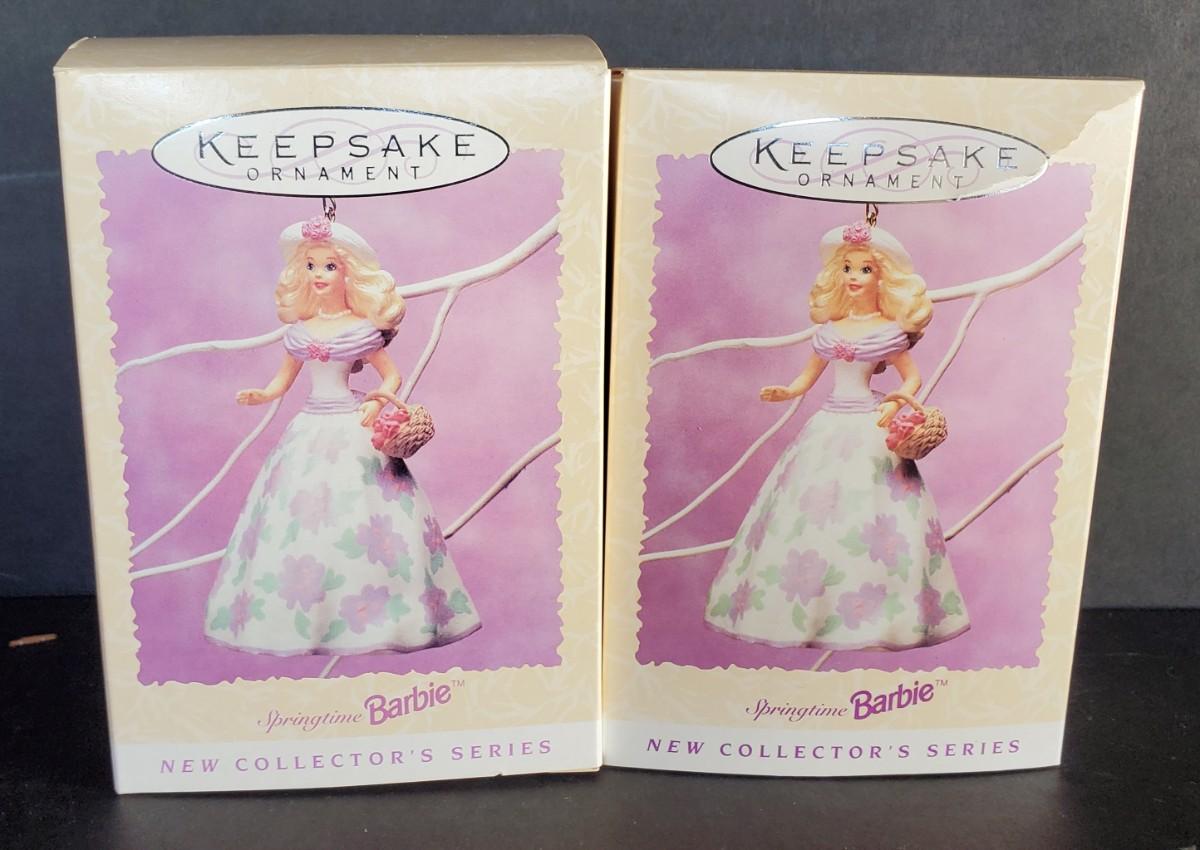 KEEPSAKE
ORNAMENT
Springtime Barbie™
NEW COLLECTOR'S SERIES
KEEPSAKE
ORNAMENT
Springtime Barbie™
NEW COLLECTOR'S SERIES